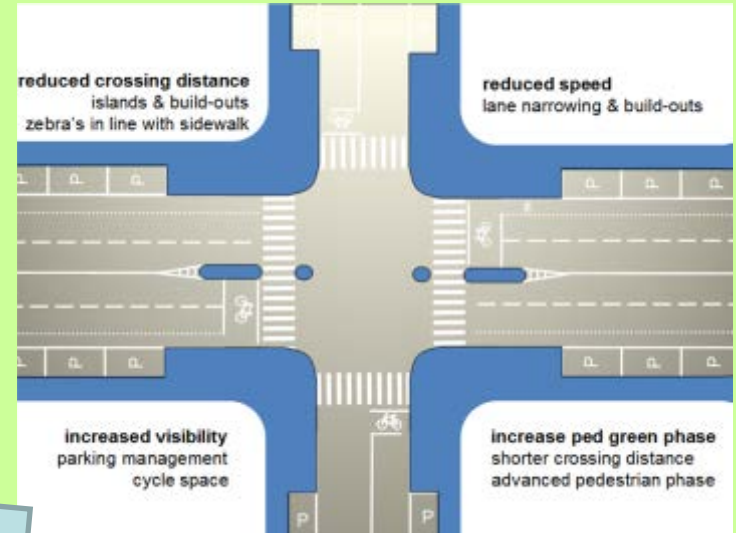 reduced crossing distance
islands & build-outs
zebra's in line with sidewalk
reduced speed
lane narrowing & build-outs
P P P
P P P
P P P
P P P
increased visibility
parking management
cycle space
increase ped green phase
shorter crossing distance
advanced pedestrian phase
P
P